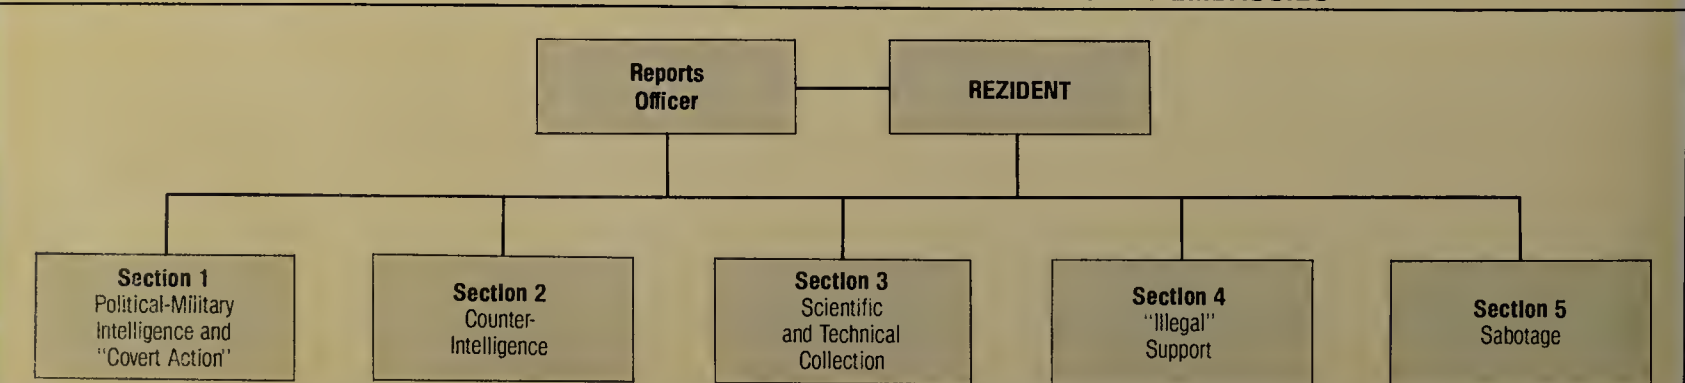 Reports
Officer
REZIDENT
Section 1
Political-Military
Intelligence and
"Covert Action"
Section 2
Counter-
Intelligence
Section 3
Scientific
and Technical
Collection
Section 4
"Illegal"
Support
Section 5
Sabotage